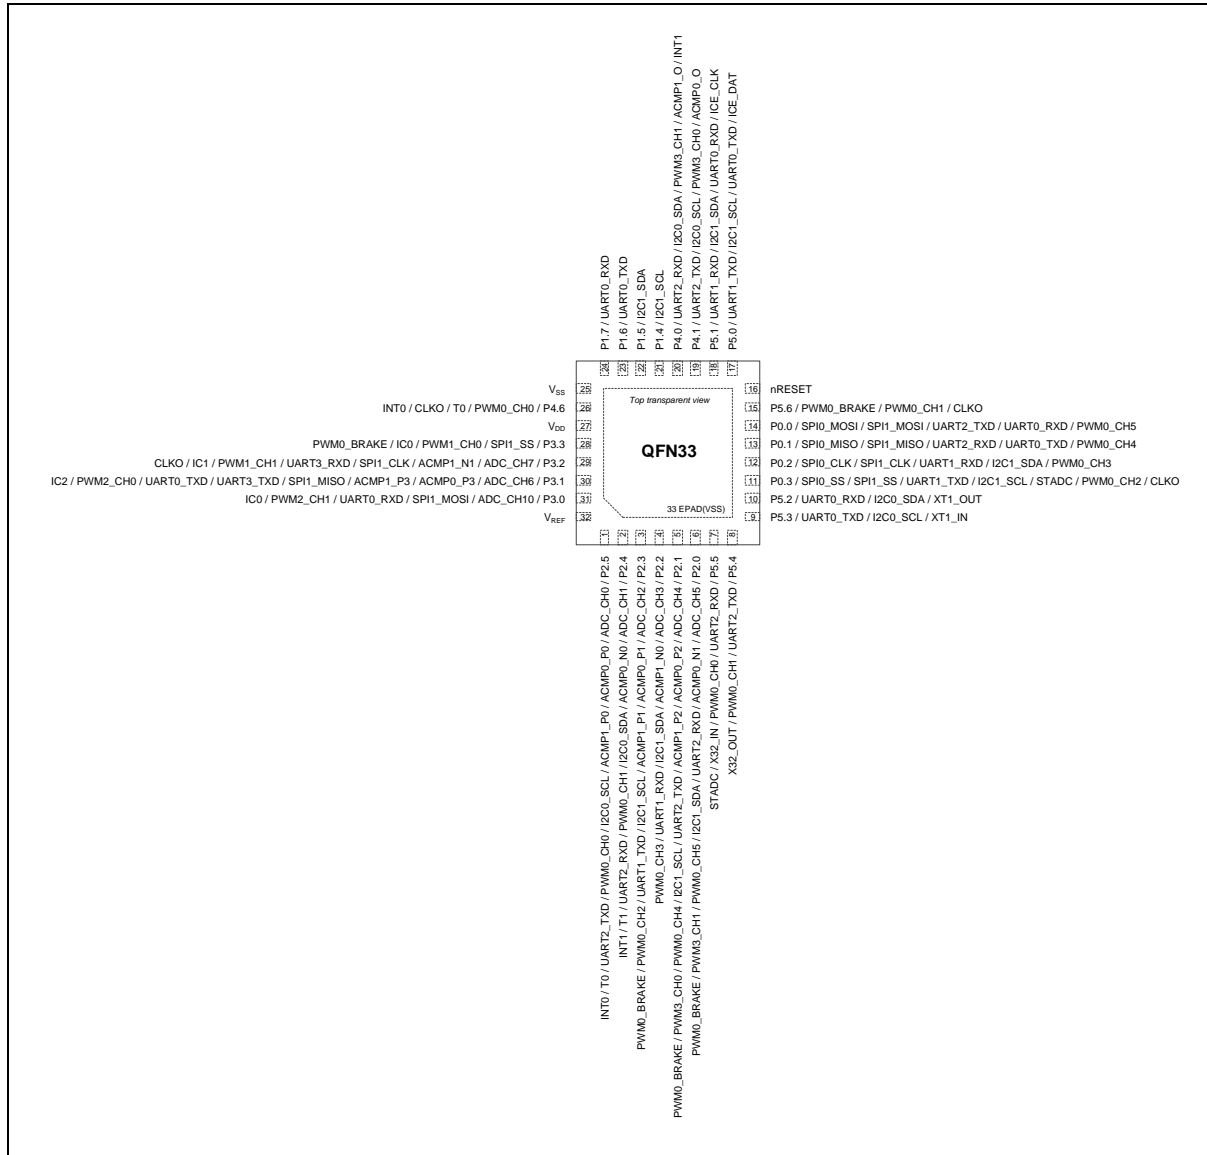 P1.7 / UART0_RXD
P1.6 / UART0_TXD
P1.5 / I2C1_SDA
P1.4 / I2C1_SCL
P4.0 / UART2_RXD / I2C0_SDA / PWM3_CH1 / ACMP1_O / INT1
P4.1 / UART2_TXD / I2C0_SCL / PWM3_CH0 / ACMP0_O
P5.1 / UART1_RXD / I2C1_SDA / UART0_RXD / ICE_CLK
P5.0 / UART1_TXD / I2C1_SCL / UART0_TXD / ICE_DAT
24 23 22 21 20 19 18 17
VSS 25
INT0 / CLKO / T0 / PWM0_CH0 / P4.6 26
VDD 27
PWM0_BRAKE / IC0 / PWM1_CH0 / SPI1_SS / P3.3 28
CLKO / IC1 / PWM1_CH1 / UART3_RXD / SPI1_CLK / ACMP1_N1 / ADC_CH7 / P3.2 29
IC2 / PWM2_CH0 / UART0_TXD / UART3_TXD / SPI1_MISO / ACMP1_P3 / ACMP0_P3 / ADC_CH6 / P3.1 30
IC0 / PWM2_CH1 / UART0_RXD / SPI1_MOSI / ADC_CH10 / P3.0 31
VREF 32
Top transparent view
QFN33
33 EPAD(VSS)
16 nRESET
15 P5.6 / PWM0_BRAKE / PWM0_CH1 / CLKO
14 P0.0 / SPI0_MOSI / SPI1_MOSI / UART2_TXD / UART0_RXD / PWM0_CH5
13 P0.1 / SPI0_MISO / SPI1_MISO / UART2_RXD / UART0_TXD / PWM0_CH4
12 P0.2 / SPI0_CLK / SPI1_CLK / UART1_RXD / I2C1_SDA / PWM0_CH3
11 P0.3 / SPI0_SS / SPI1_SS / UART1_TXD / I2C1_SCL / STADC / PWM0_CH2 / CLKO
10 P5.2 / UART0_RXD / I2C0_SDA / XT1_OUT
9 P5.3 / UART0_TXD / I2C0_SCL / XT1_IN
1 2 3 4 5 6 7 8
INT0 / T0 / UART2_TXD / PWM0_CH0 / I2C0_SCL / ACMP1_P0 / ACMP0_P0 / ADC_CH0 / P2.5
INT1 / T1 / UART2_RXD / PWM0_CH1 / I2C0_SDA / ACMP0_N0 / ADC_CH1 / P2.4
PWM0_BRAKE / PWM0_CH2 / UART1_TXD / I2C1_SCL / ACMP1_P1 / ACMP0_P1 / ADC_CH2 / P2.3
PWM0_CH3 / UART1_RXD / I2C1_SDA / ACMP1_N0 / ADC_CH3 / P2.2
PWM0_BRAKE / PWM3_CH0 / PWM0_CH4 / I2C1_SCL / UART2_TXD / ACMP1_P2 / ACMP0_P2 / ADC_CH4 / P2.1
PWM0_BRAKE / PWM3_CH1 / PWM0_CH5 / I2C1_SDA / UART2_RXD / ACMP0_N1 / ADC_CH5 / P2.0
STADC / X32_IN / PWM0_CH0 / UART2_RXD / P5.5
X32_OUT / PWM0_CH1 / UART2_TXD / P5.4